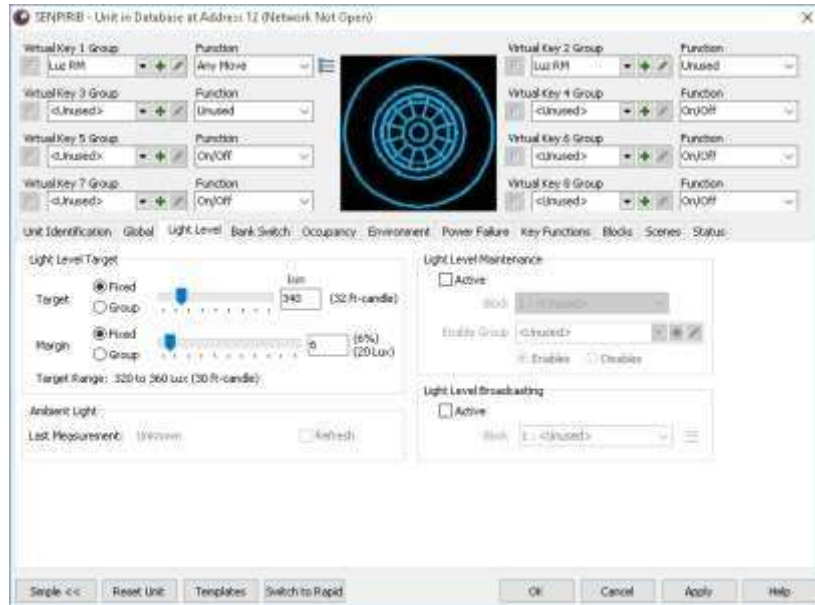 SENPIRIB - Unit in Database at Address 12 (Network Not Open)
Virtual Key 1 Group Function Virtual Key 2 Group Function
Luz RM Any Move Luz RM Unused
Virtual Key 3 Group Function Virtual Key 4 Group Function
<Unused> Unused <Unused> On/Off
Virtual Key 5 Group Function Virtual Key 6 Group Function
<Unused> On/Off <Unused> On/Off
Virtual Key 7 Group Function Virtual Key 8 Group Function
<Unused> On/Off <Unused> On/Off
Unit Identification Global Light Level Bank Switch Occupancy Environment Power Failure Key Functions Blocks Scenes Status
Light Level Target Light Level Maintenance
Fixed Lux Active
Target 340 (32 ft-candle) Block 1 : <Unused>
Group
Fixed Enable Group <Unused>
Margin 6 (6%)
Group (20 Lux) Enables Disables
Target Range: 320 to 360 Lux (30 ft-candle)
Light Level Broadcasting
Ambient Light Active
Last Measurement: Unknown Refresh Block 1 : <Unused>
Simple << Reset Unit Templates Switch to Rapid OK Cancel Apply Help